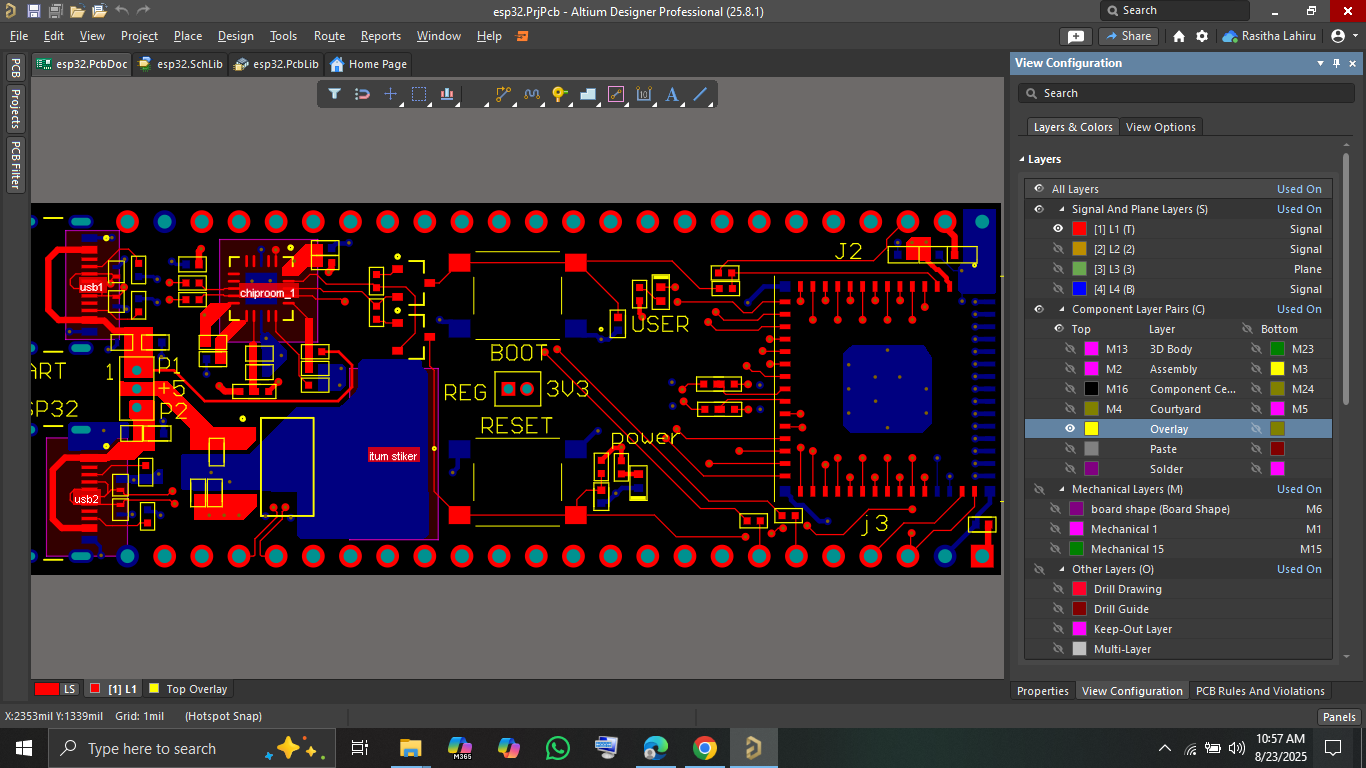 esp32.PrjPcb - Altium Designer Professional (25.8.1)
Search
File Edit View Project Place Design Tools Route Reports Window Help
Share
Rasitha Lahiru
esp32.PcbDoc
esp32.SchLib
esp32.PcbLib
Home Page
PCB
Projects
PCB Filter
J2
usb1
chiproom_1
USER
BOOT
ART
1
P1
+5
P2
SP32
REG
3V3
RESET
power
itum stiker
usb2
j3
View Configuration
Search
Layers & Colors
View Options
Layers
All Layers Used On
Signal And Plane Layers (S) Used On
[1] L1 (T) Signal
[2] L2 (2) Signal
[3] L3 (3) Plane
[4] L4 (B) Signal
Component Layer Pairs (C) Used On
Top Layer Bottom
M13 3D Body M23
M2 Assembly M3
M16 Component Ce... M24
M4 Courtyard M5
Overlay
Paste
Solder
Mechanical Layers (M) Used On
board shape (Board Shape) M6
Mechanical 1 M1
Mechanical 15 M15
Other Layers (O) Used On
Drill Drawing
Drill Guide
Keep-Out Layer
Multi-Layer
LS
[1] L1
Top Overlay
Properties
View Configuration
PCB Rules And Violations
X:2353mil Y:1339mil Grid: 1mil (Hotspot Snap)
Panels
Type here to search
M365
10:57 AM
8/23/2025